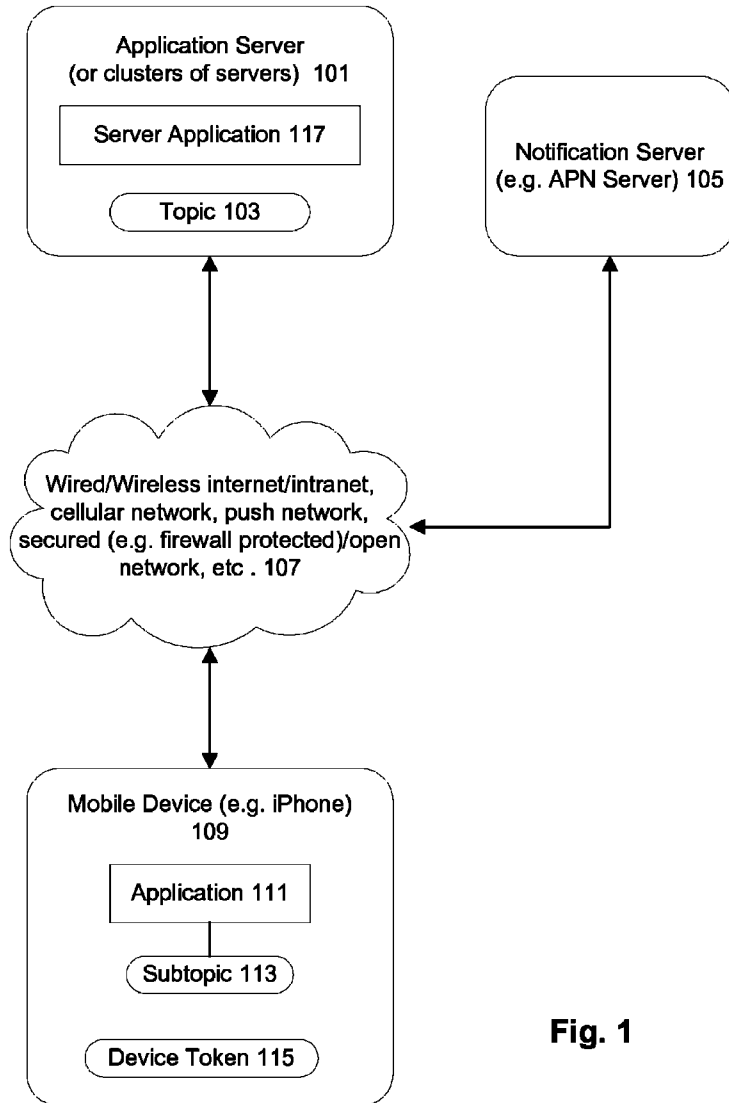 Application Server
(or clusters of servers) 101
Server Application 117
Topic 103
Notification Server
(e.g. APN Server) 105
Wired/Wireless internet/intranet,
cellular network, push network,
secured (e.g. firewall protected)/open
network, etc . 107
Mobile Device (e.g. iPhone)
109
Application 111
Subtopic 113
Device Token 115
Fig. 1